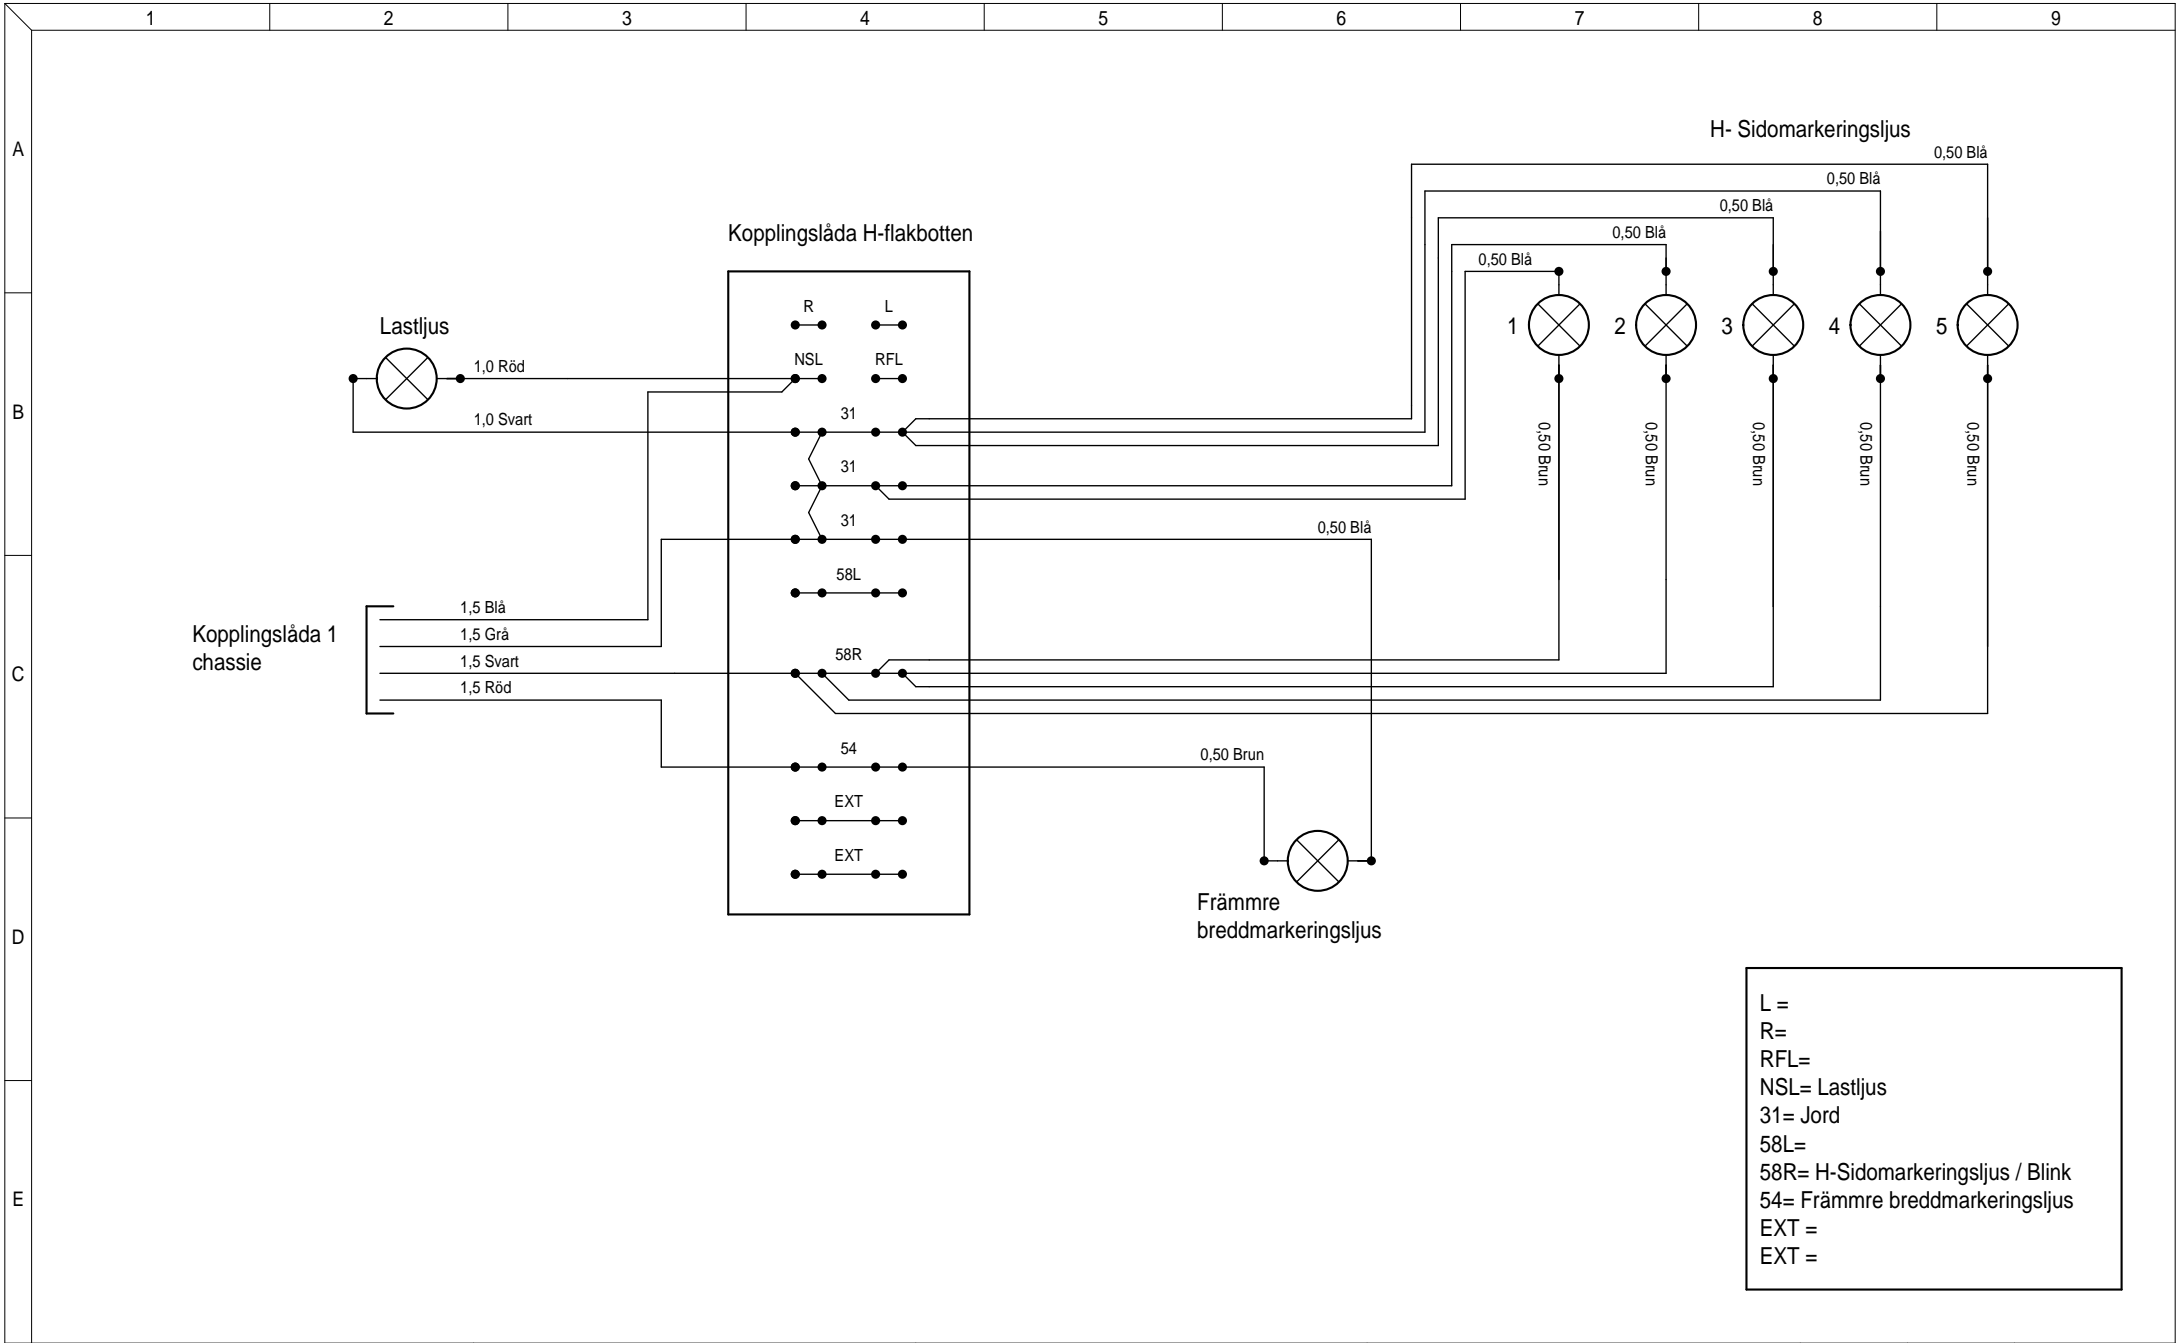 1 2 3 4 5 6 7 8 9
A
B
C
D
E
H- Sidomarkeringsljus
0,50 Blå
0,50 Blå
0,50 Blå
0,50 Blå
0,50 Blå
Kopplingslåda H-flakbotten
R L
Lastljus
1 2 3 4 5
NSL RFL
1,0 Röd
31
1,0 Svart
0,50 Brun
0,50 Brun
0,50 Brun
0,50 Brun
0,50 Brun
31
31
0,50 Blå
58L
Kopplingslåda 1
chassie
1,5 Blå
1,5 Grå
1,5 Svart
1,5 Röd
58R
54
0,50 Brun
EXT
EXT
Främmre
breddmarkeringsljus
L =
R=
RFL=
NSL= Lastljus
31= Jord
58L=
58R= H-Sidomarkeringsljus / Blink
54= Främmre breddmarkeringsljus
EXT =
EXT =